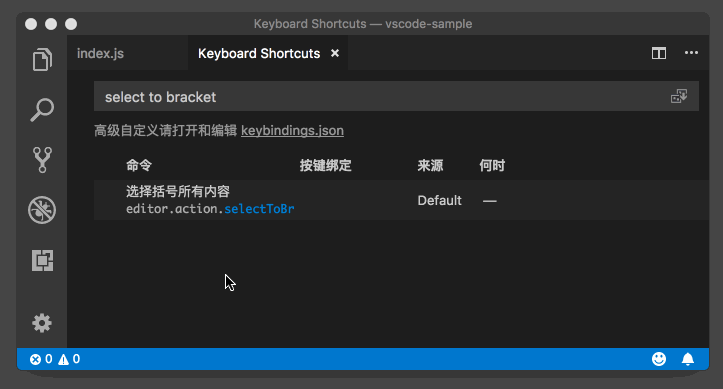 Keyboard Shortcuts — vscode-sample
index.js
Keyboard Shortcuts ×
select to bracket
高级自定义请打开和编辑 keybindings.json
命令 按键绑定 来源 何时
选择括号所有内容
editor.action.selectToBr
Default —
0 0